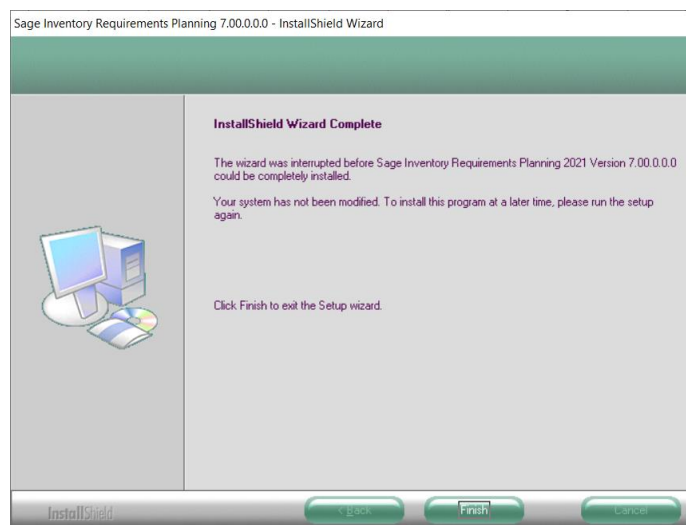 Sage Inventory Requirements Planning 7.00.0.0.0 - InstallShield Wizard
InstallShield Wizard Complete
The wizard was interrupted before Sage Inventory Requirements Planning 2021 Version 7.00.0.0.0
could be completely installed.
Your system has not been modified. To install this program at a later time, please run the setup
again.
Click Finish to exit the Setup wizard.
InstallShield
< Back
Finish
Cancel